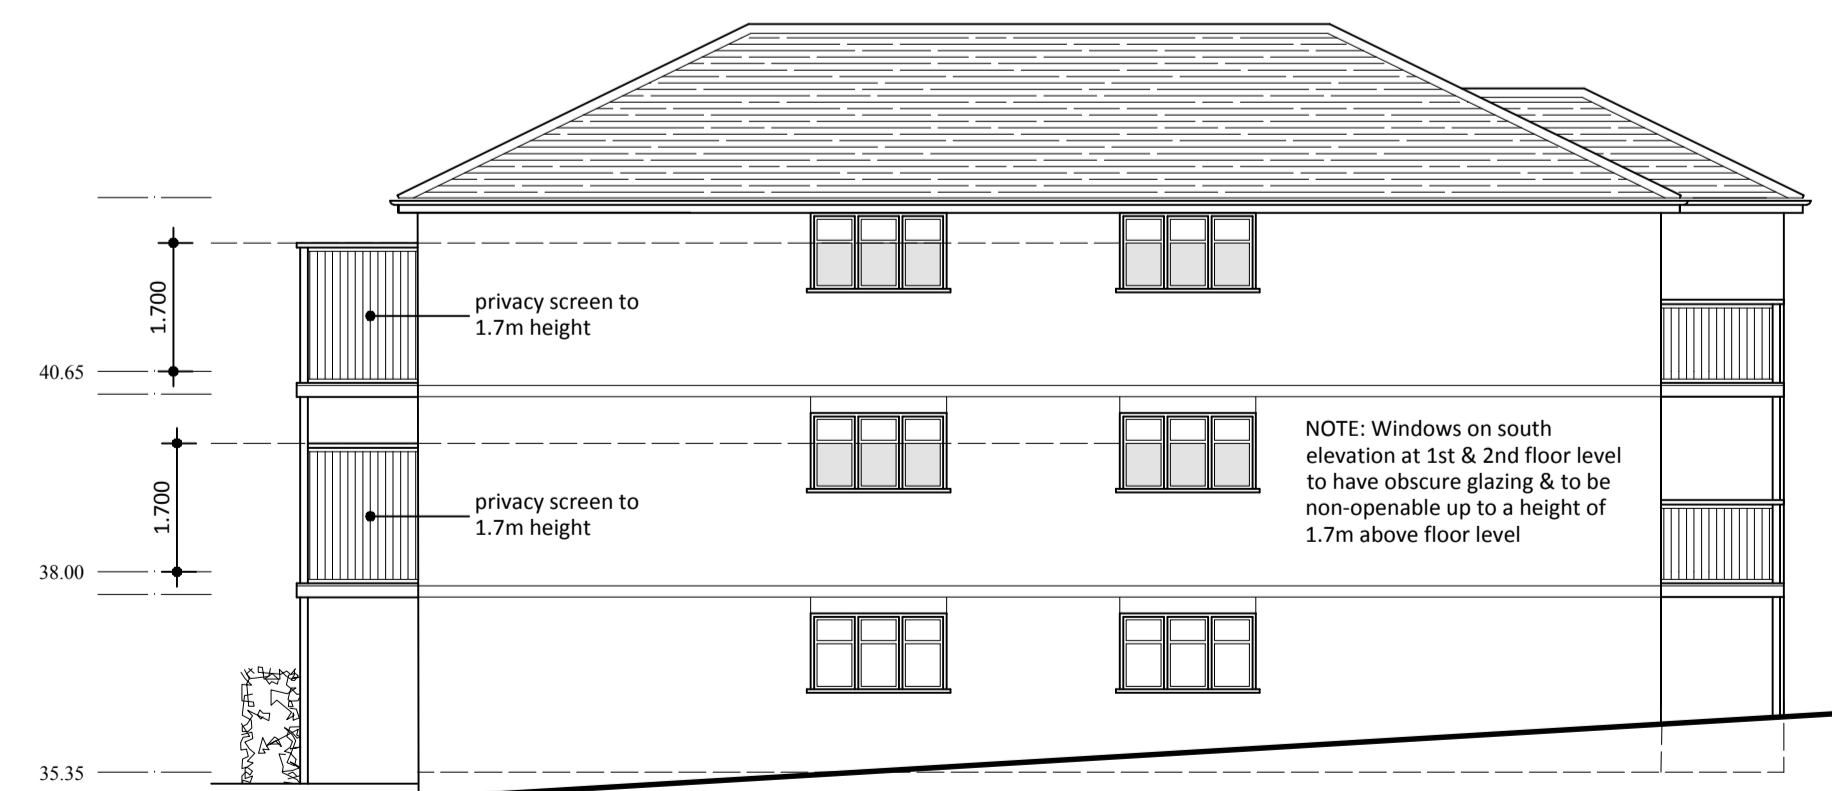 1.700
privacy screen to
1.7m height
40.65
NOTE: Windows on south
elevation at 1st & 2nd floor level
to have obscure glazing & to be
non-openable up to a height of
1.7m above floor level
1.700
privacy screen to
1.7m height
38.00
35.35